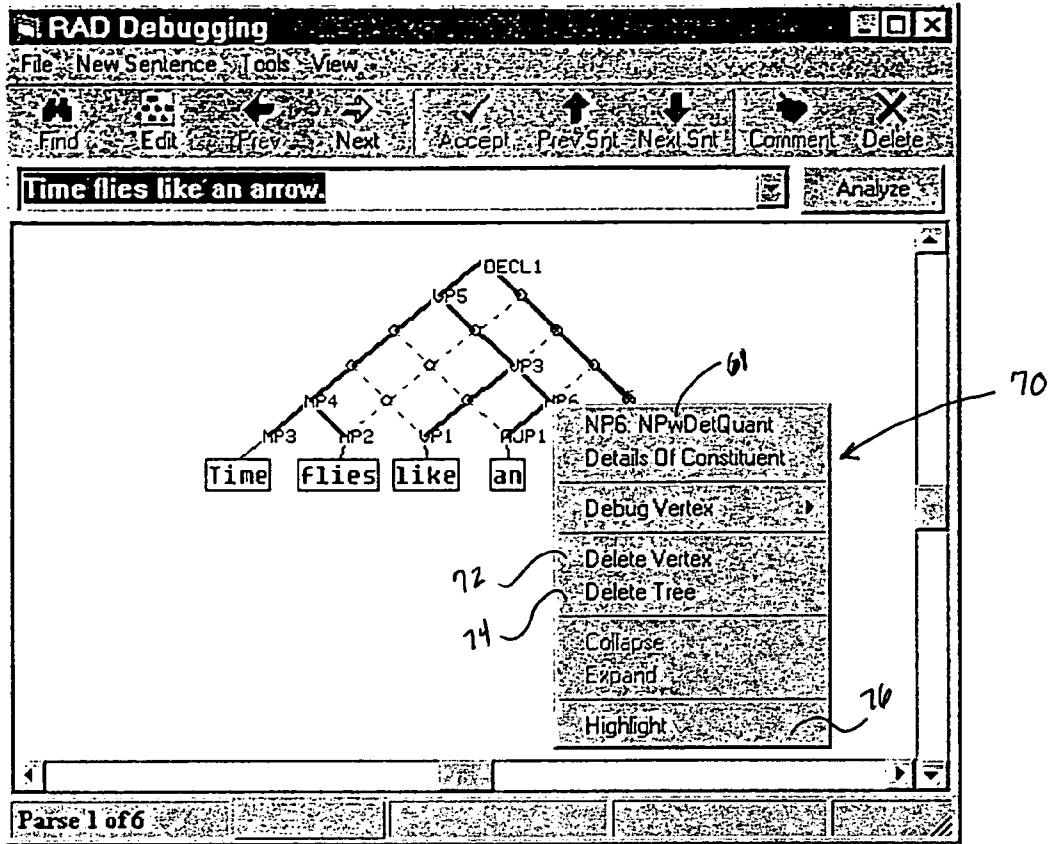 RAD Debugging
File New Sentence Tools View
Find Edit Prev Next Accept Prev Snt Next Snt Comment Delete
Time flies like an arrow. Analyze
DECL1
VP5
VP3
61
NP4 NP6
70
NP3 NP2 VP1 AJP1
NP6: NPwDetQuant
Details Of Constituent
Time flies like an
Debug Vertex
72 Delete Vertex
74 Delete Tree
Collapse
Expand
76
Highlight
Parse 1 of 6